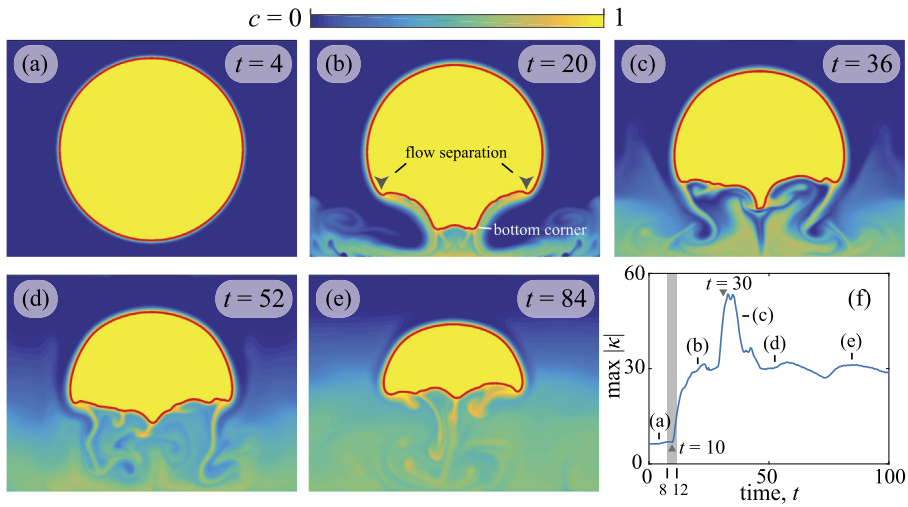 c = 0 1
(a) t = 4
(b) t = 20
flow separation
bottom corner
(c) t = 36
(d) t = 52
(e) t = 84
(f)
60
t = 30
(c)
(b) (d) (e)
30
max |κ|
(a)
t = 10
0
0 50 100
8 12
time, t